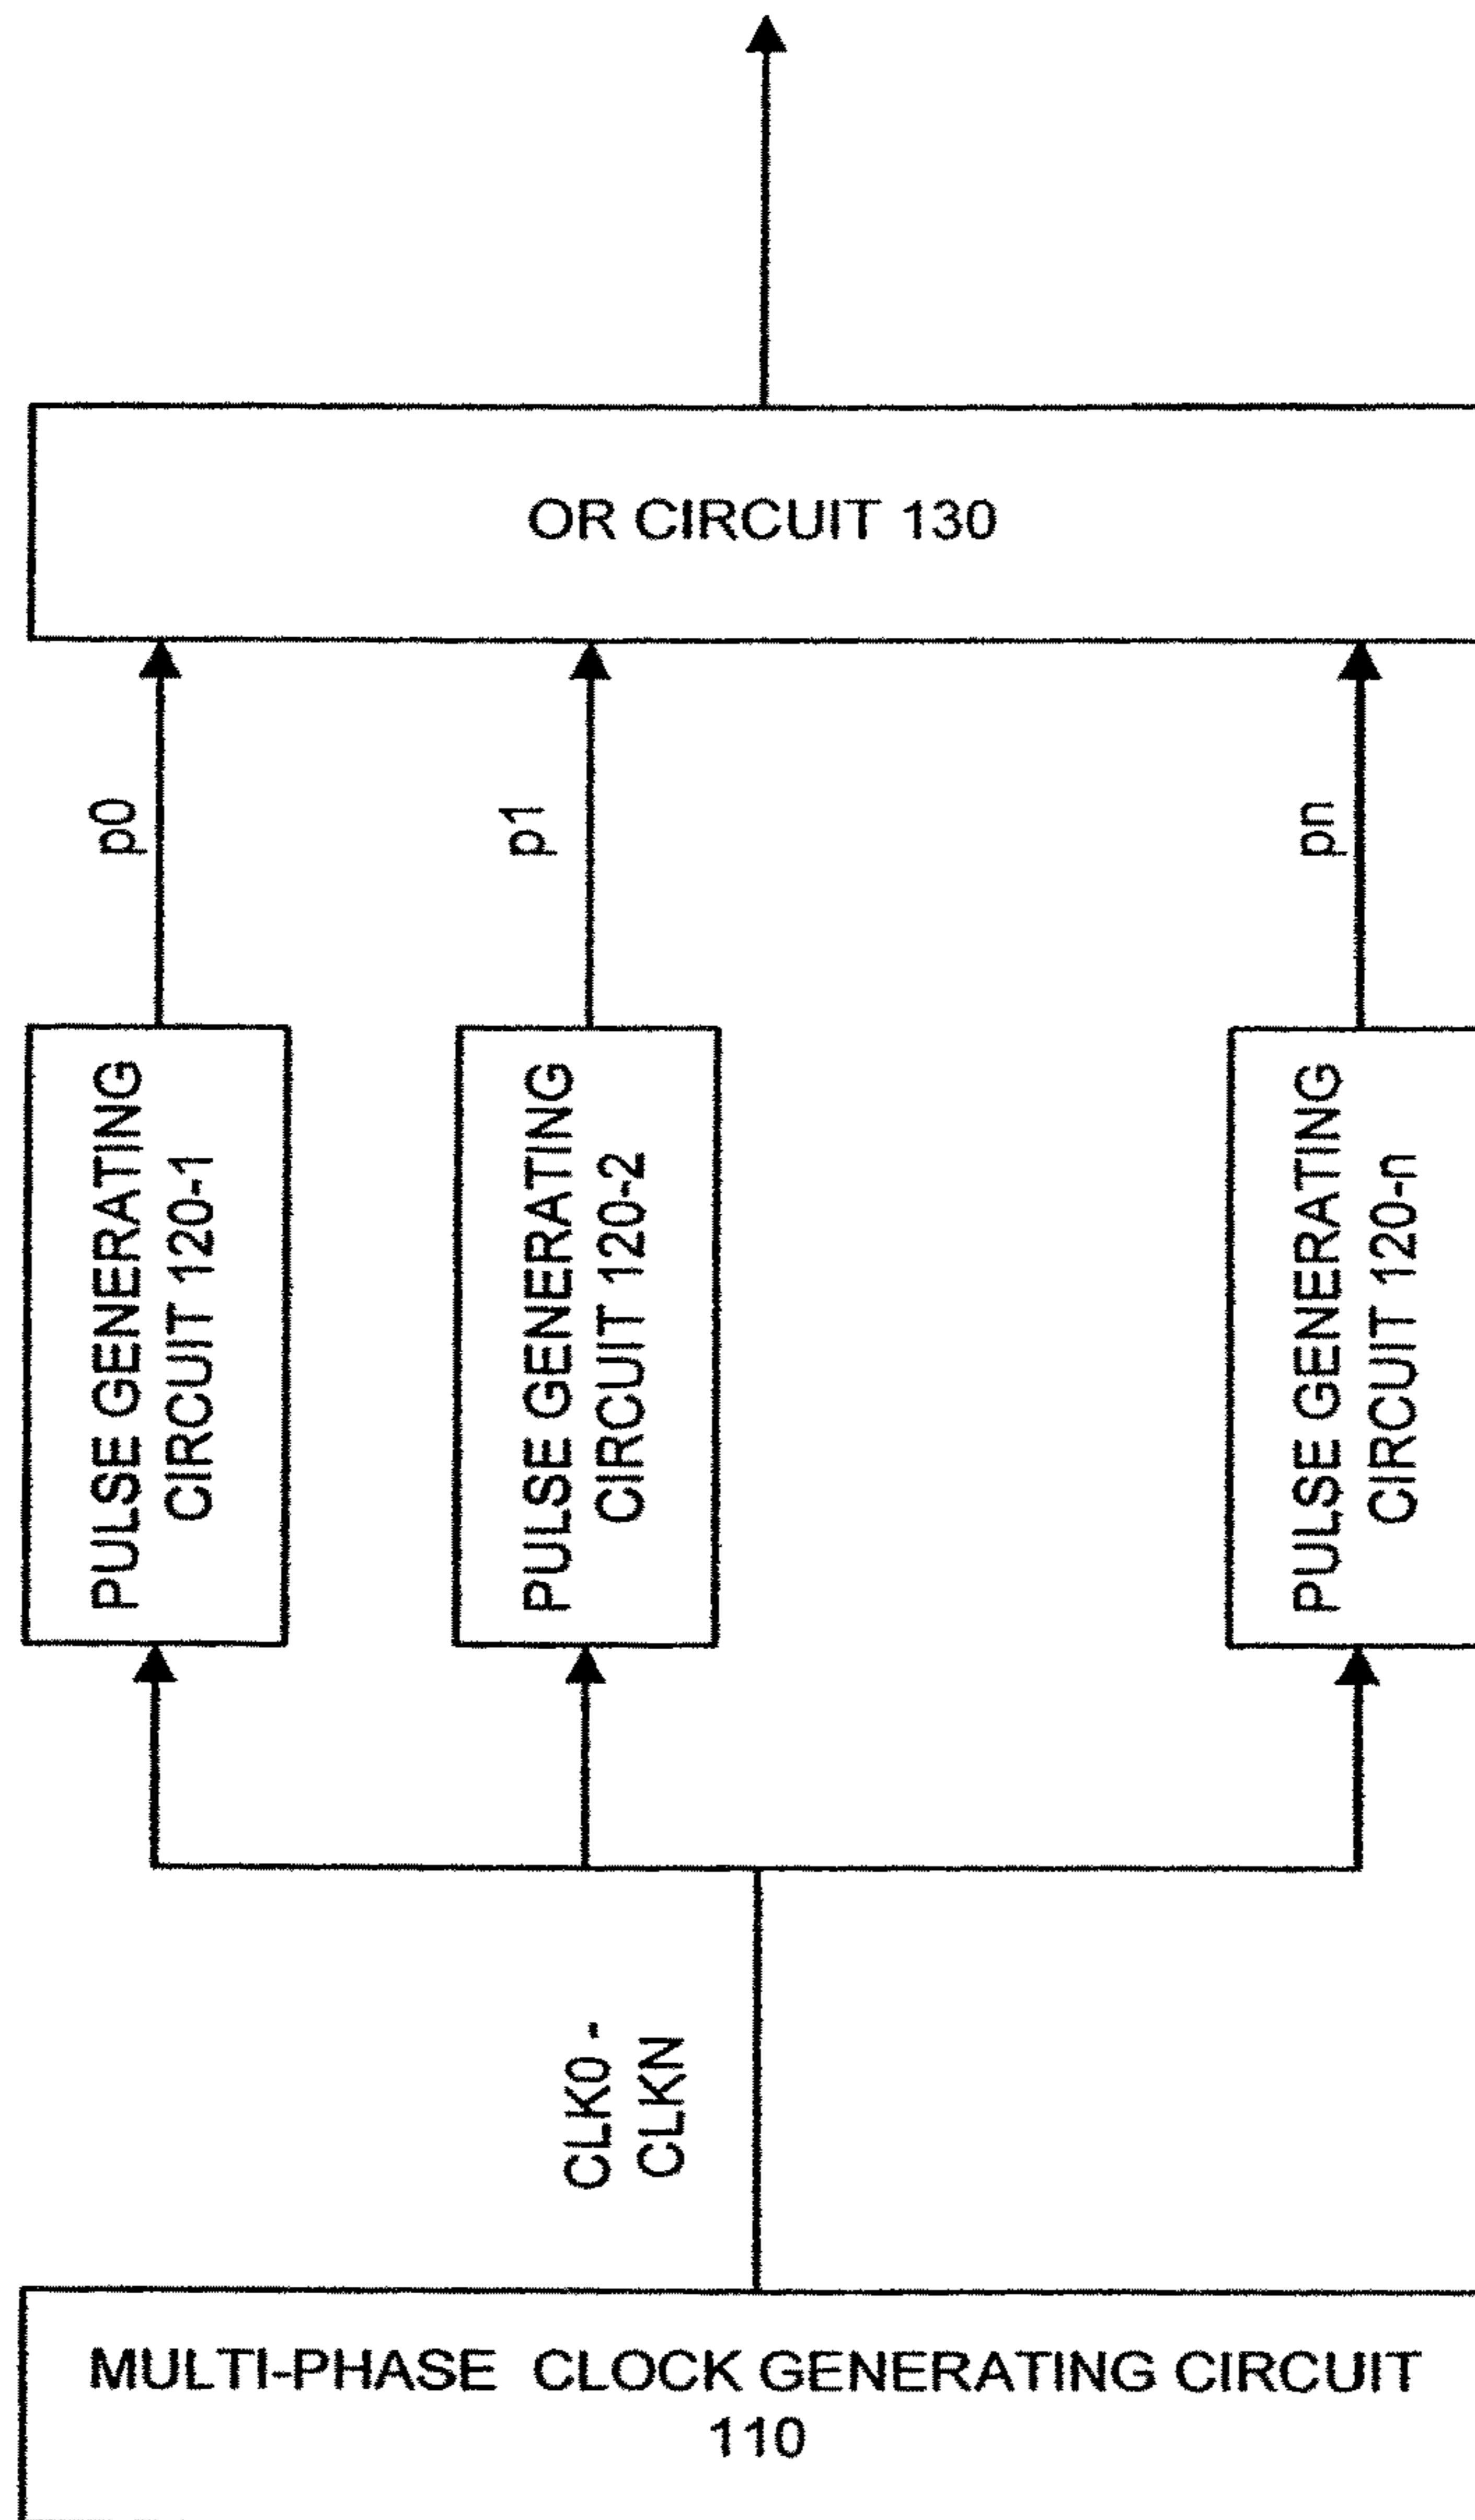 OR CIRCUIT 130
p0
p1
pn
PULSE GENERATING
CIRCUIT 120-1
PULSE GENERATING
CIRCUIT 120-2
PULSE GENERATING
CIRCUIT 120-n
CLK0 -
CLKN
MULTI-PHASE CLOCK GENERATING CIRCUIT
110